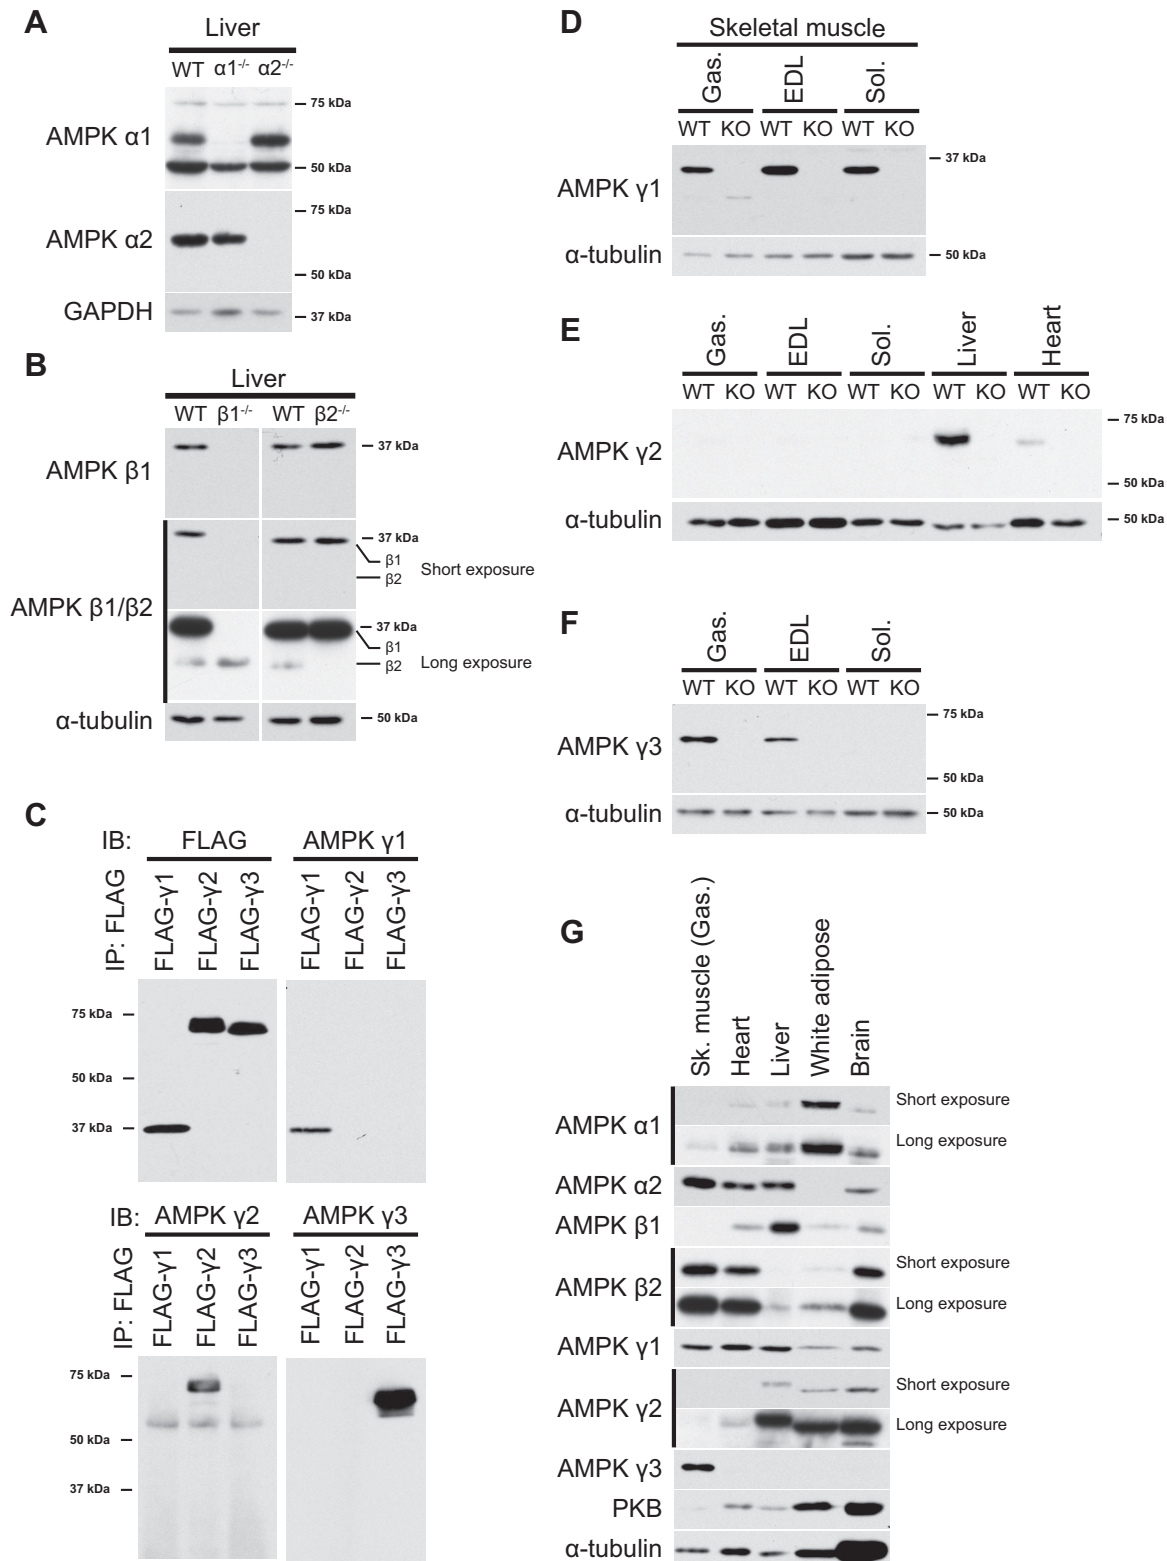 A
Liver
WT α1-/- α2-/-
AMPK α1
75 kDa
50 kDa
AMPK α2
75 kDa
50 kDa
GAPDH
37 kDa
B
Liver
WT β1-/- WT β2-/-
AMPK β1
37 kDa
AMPK β1/β2
37 kDa
β1
β2
Short exposure
37 kDa
β1
β2
Long exposure
α-tubulin
50 kDa
C
IB: FLAG AMPK γ1
IP: FLAG
FLAG-γ1 FLAG-γ2 FLAG-γ3 FLAG-γ1 FLAG-γ2 FLAG-γ3
75 kDa
50 kDa
37 kDa
IB: AMPK γ2 AMPK γ3
IP: FLAG
FLAG-γ1 FLAG-γ2 FLAG-γ3 FLAG-γ1 FLAG-γ2 FLAG-γ3
75 kDa
50 kDa
37 kDa
D
Skeletal muscle
Gas. EDL Sol.
WT KO WT KO WT KO
AMPK γ1
37 kDa
α-tubulin
50 kDa
E
Gas. EDL Sol. Liver Heart
WT KO WT KO WT KO WT KO WT KO
AMPK γ2
75 kDa
50 kDa
α-tubulin
50 kDa
F
Gas. EDL Sol.
WT KO WT KO WT KO
AMPK γ3
75 kDa
50 kDa
α-tubulin
50 kDa
G
Sk. muscle (Gas.) Heart Liver White adipose Brain
AMPK α1
Short exposure
Long exposure
AMPK α2
AMPK β1
AMPK β2
Short exposure
Long exposure
AMPK γ1
AMPK γ2
Short exposure
Long exposure
AMPK γ3
PKB
α-tubulin